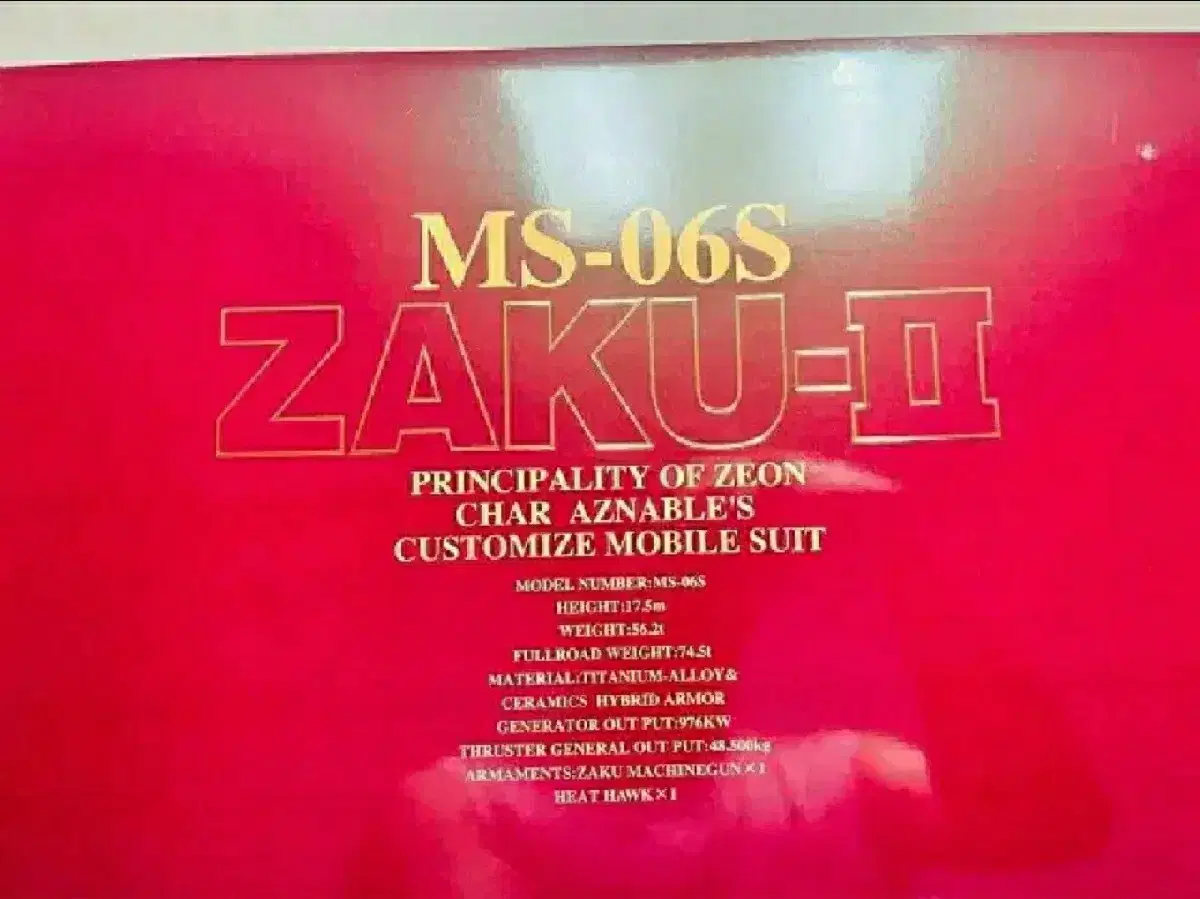 MS-06S
ZAKU-II
PRINCIPALITY OF ZEON
CHAR AZNABLE'S
CUSTOMIZE MOBILE SUIT
MODEL NUMBER:MS-06S
HEIGHT:17.5m
WEIGHT:56.2t
FULLROAD WEIGHT:74.5t
MATERIAL:TITANIUM-ALLOY&
CERAMICS HYBRID ARMOR
GENERATOR OUT PUT:976KW
THRUSTER GENERAL OUT PUT:48.500kg
ARMAMENTS:ZAKU MACHINEGUN×1
HEAT HAWK×1